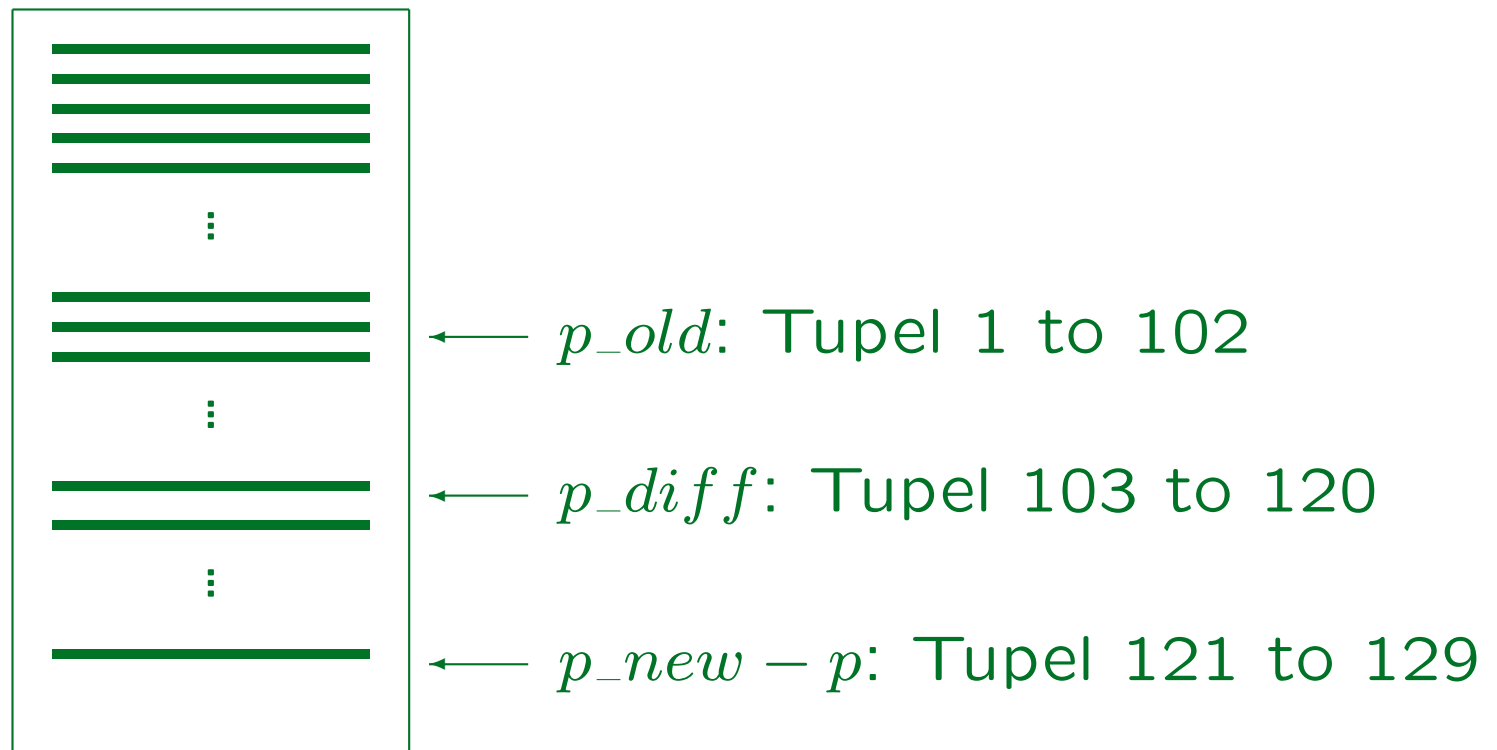 ⋮
p_old: Tupel 1 to 102
⋮
p_diff: Tupel 103 to 120
⋮
p_new − p: Tupel 121 to 129